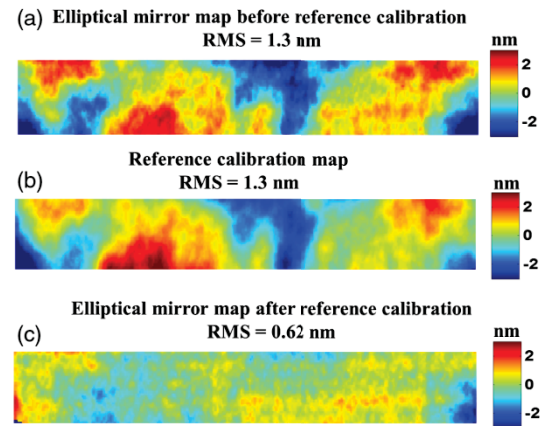 (a) Elliptical mirror map before reference calibration
RMS = 1.3 nm
nm
2
0
-2
Reference calibration map
(b) RMS = 1.3 nm
nm
2
0
-2
Elliptical mirror map after reference calibration
(c) RMS = 0.62 nm
nm
2
0
-2